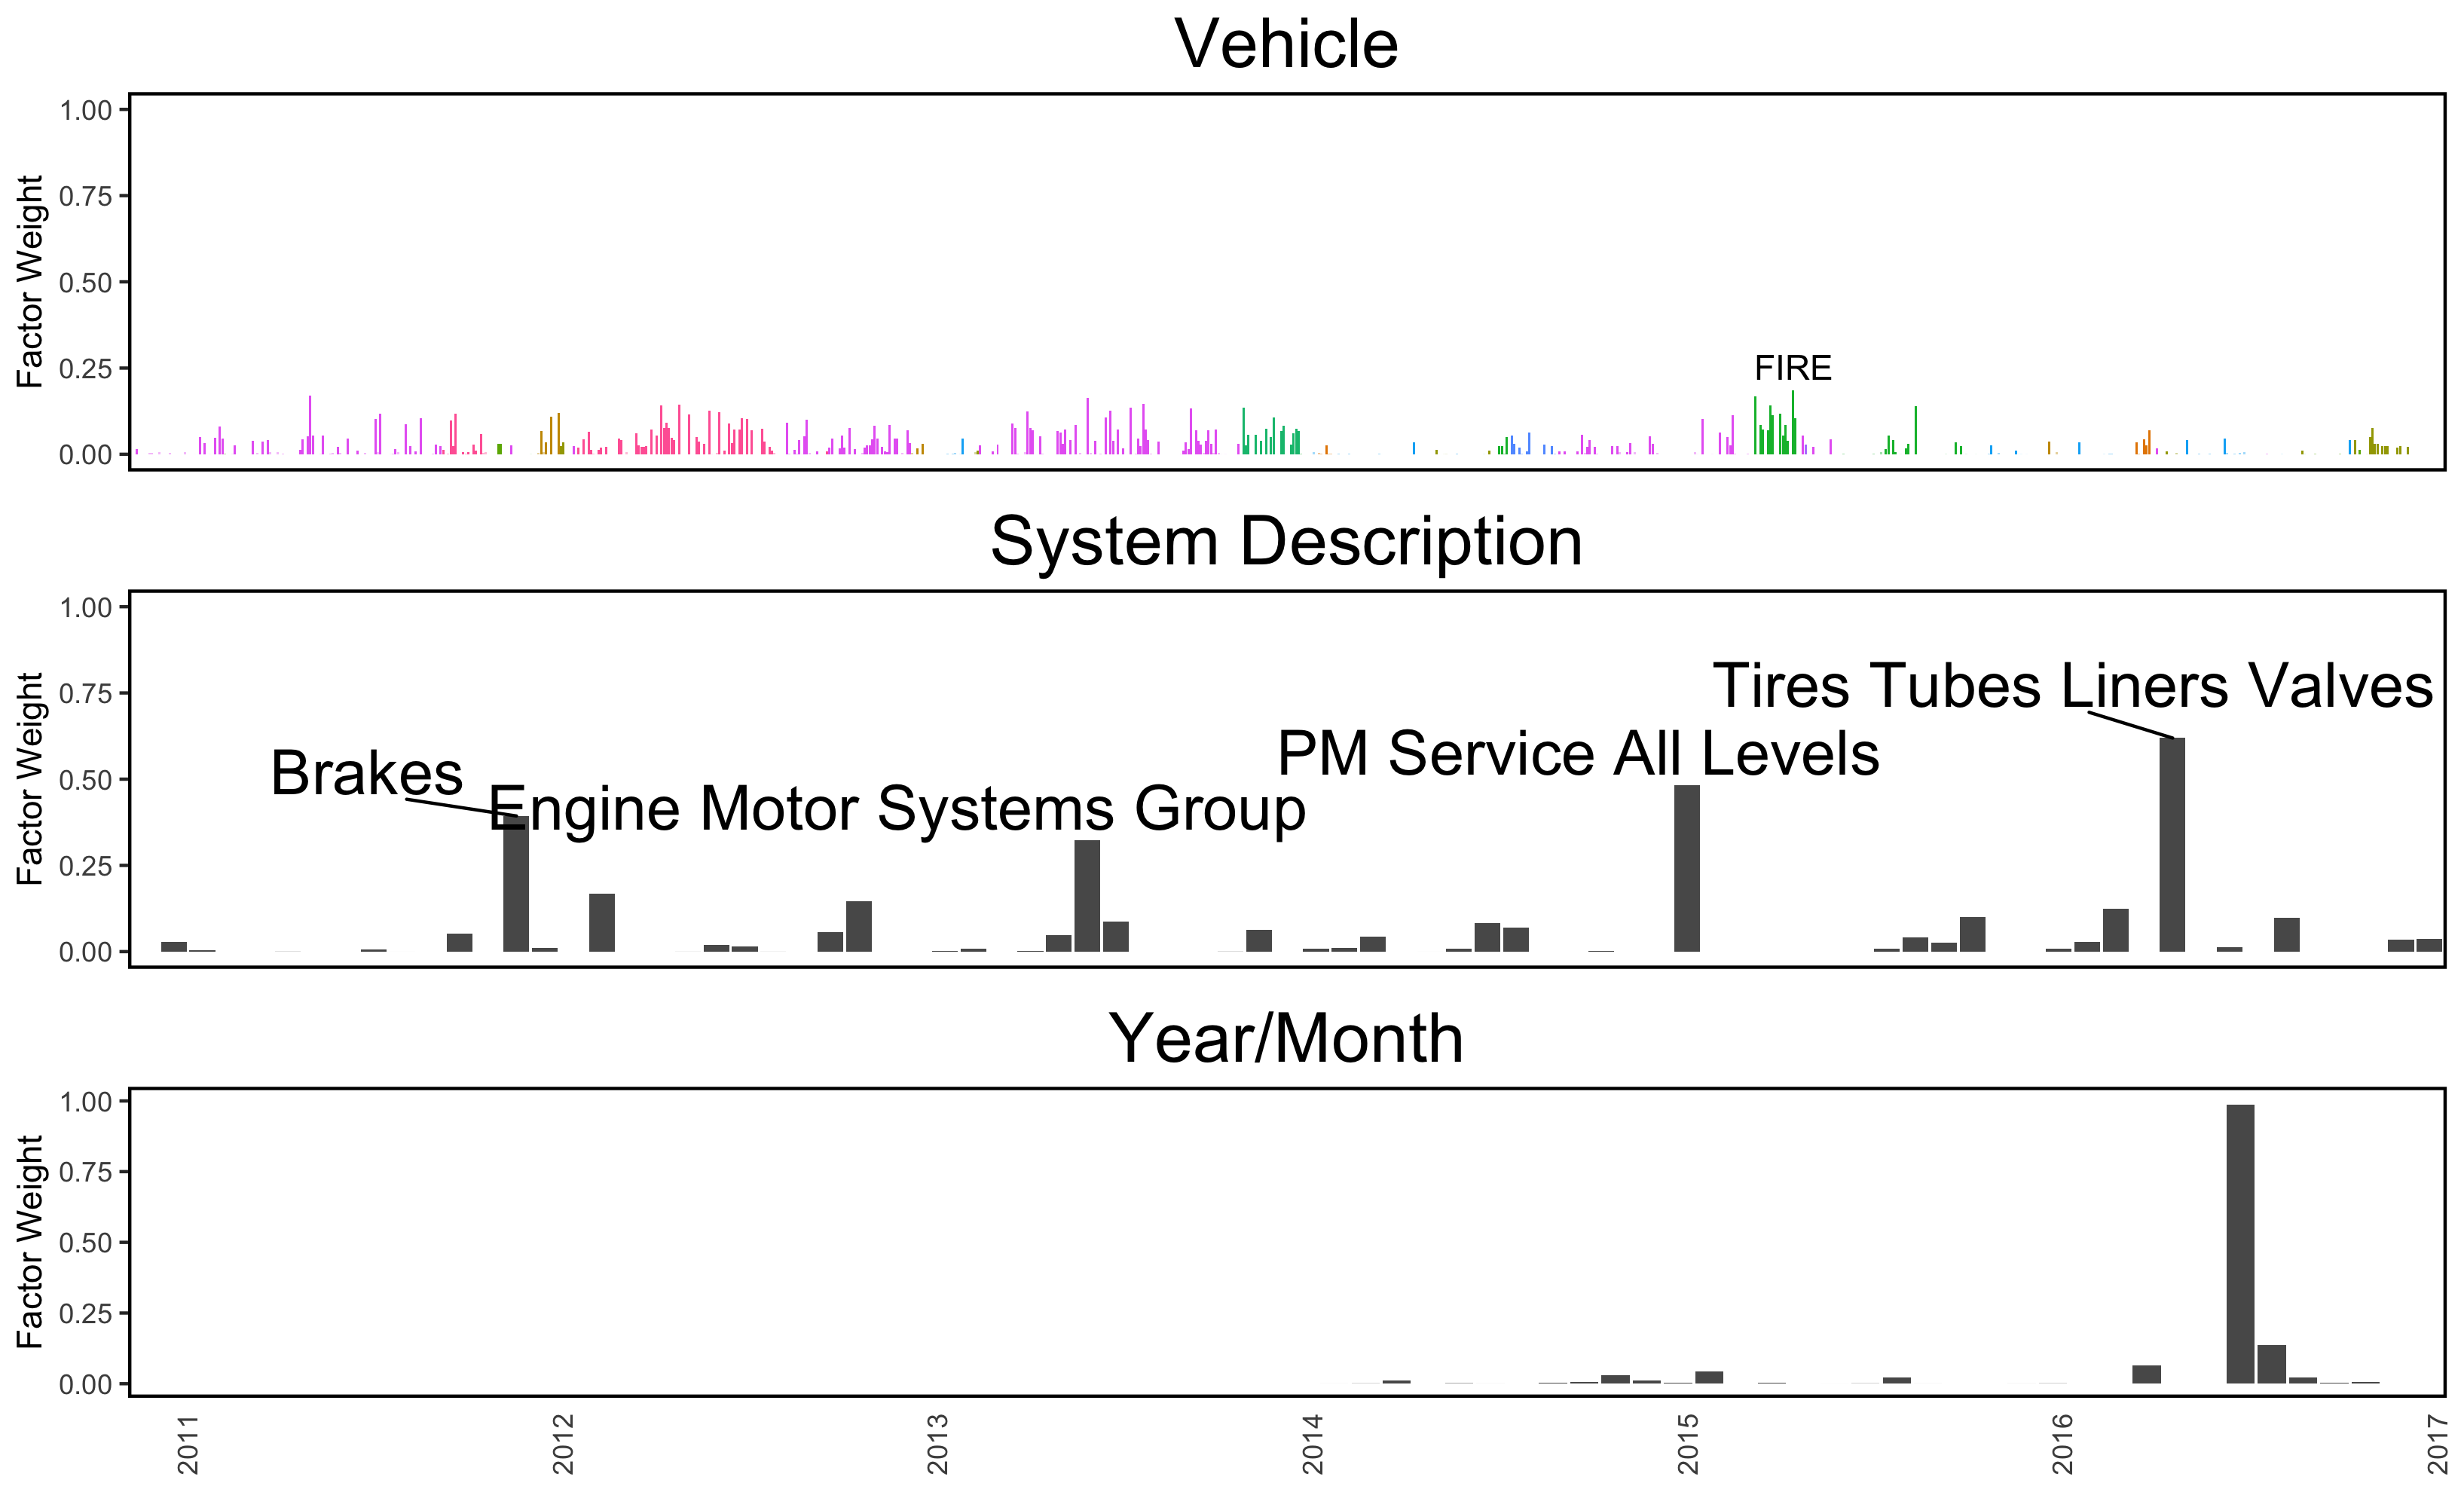 Vehicle
Factor Weight
1.00
0.75
0.50
0.25
0.00
FIRE
System Description
Factor Weight
1.00
0.75
0.50
0.25
0.00
Tires Tubes Liners Valves
PM Service All Levels
Brakes
Engine Motor Systems Group
Year/Month
Factor Weight
1.00
0.75
0.50
0.25
0.00
2011
2012
2013
2014
2015
2016
2017